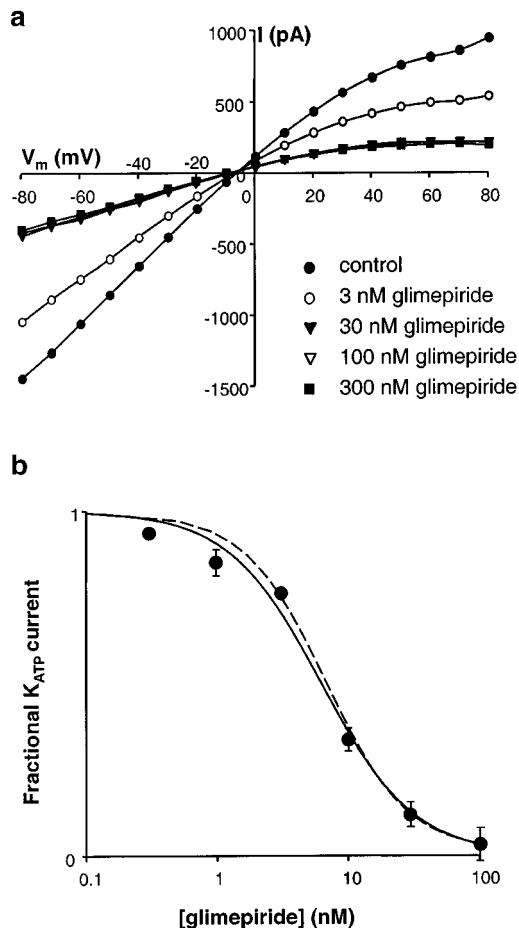 a
1000
I (pA)
500
Vm (mV)
-40
-20
0
-80
-60
20
40
60
80
-500
-1000
-1500
control
3 nM glimepiride
30 nM glimepiride
100 nM glimepiride
300 nM glimepiride
b
1
Fractional KATP current
0
0.1
1
10
100
[glimepiride] (nM)